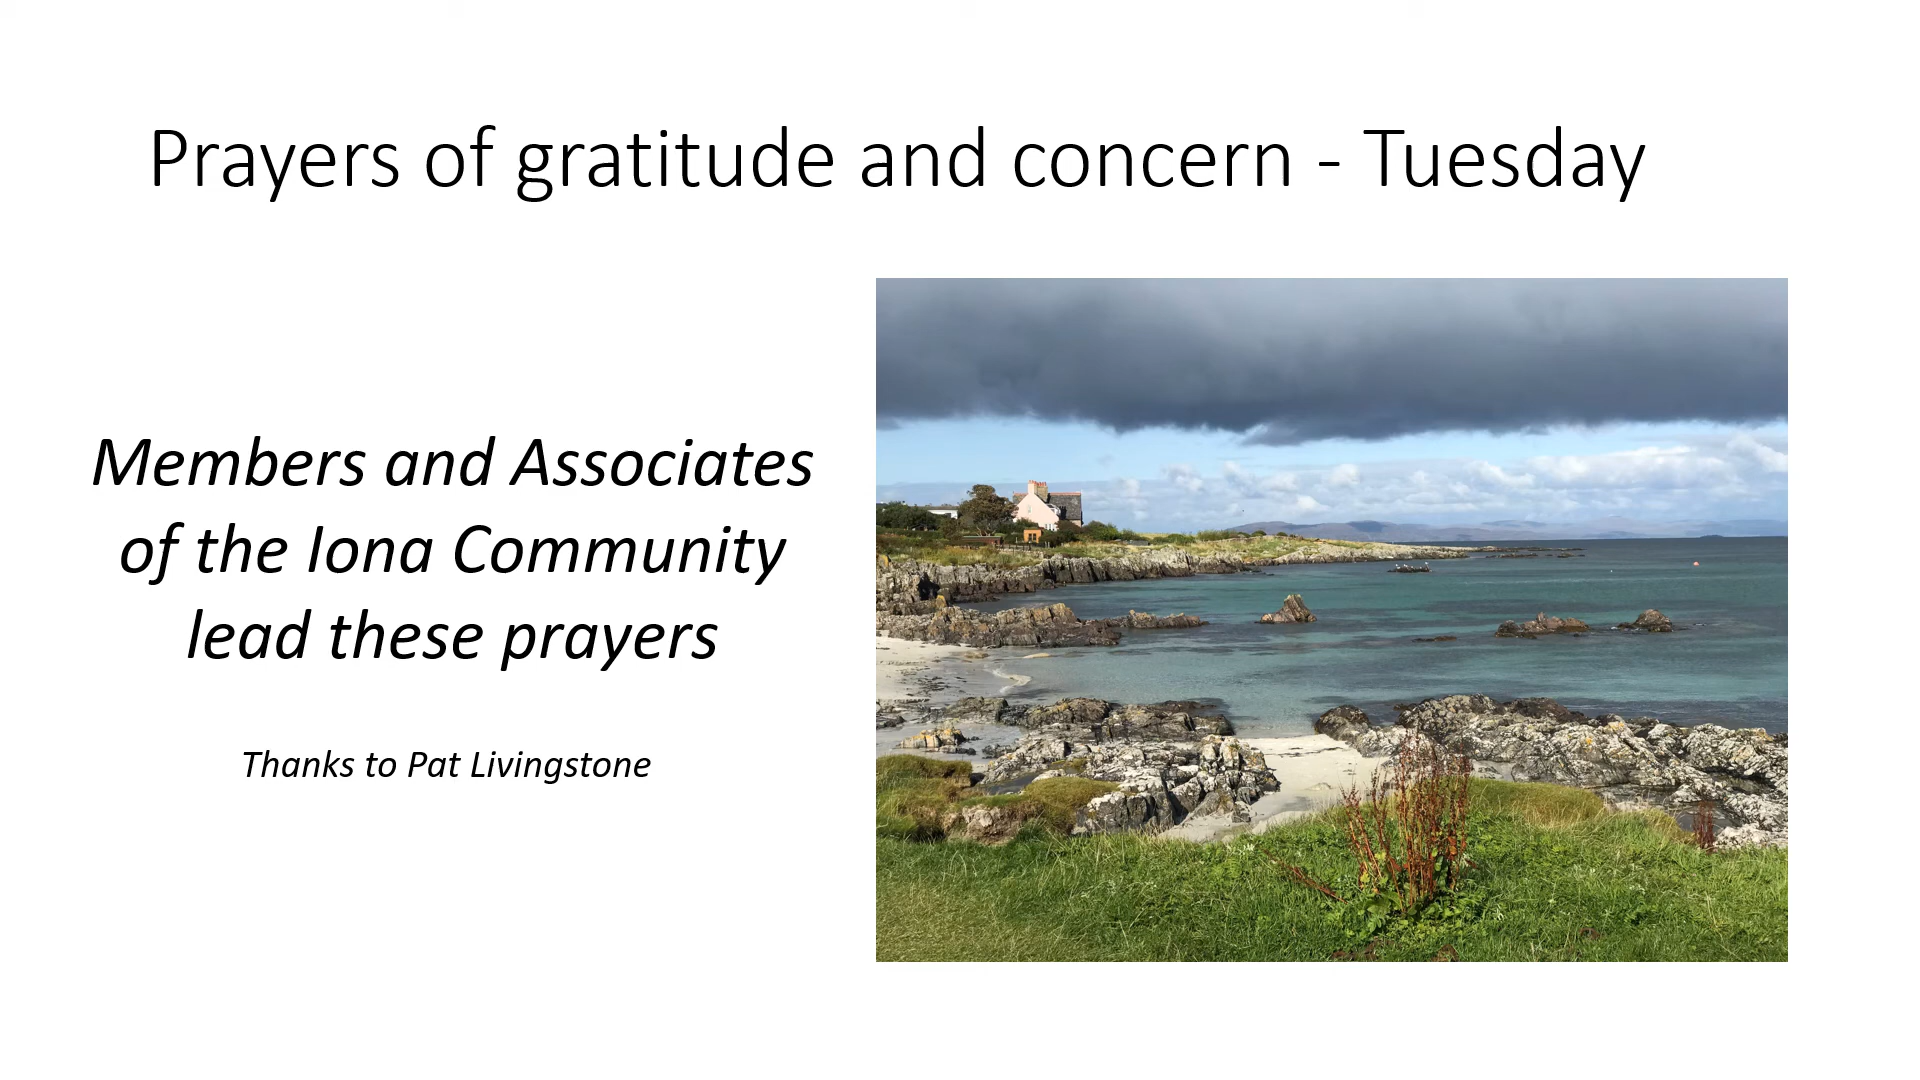 Prayers of gratitude and concern - Tuesday
Members and Associates
of the Iona Community
lead these prayers
Thanks to Pat Livingstone